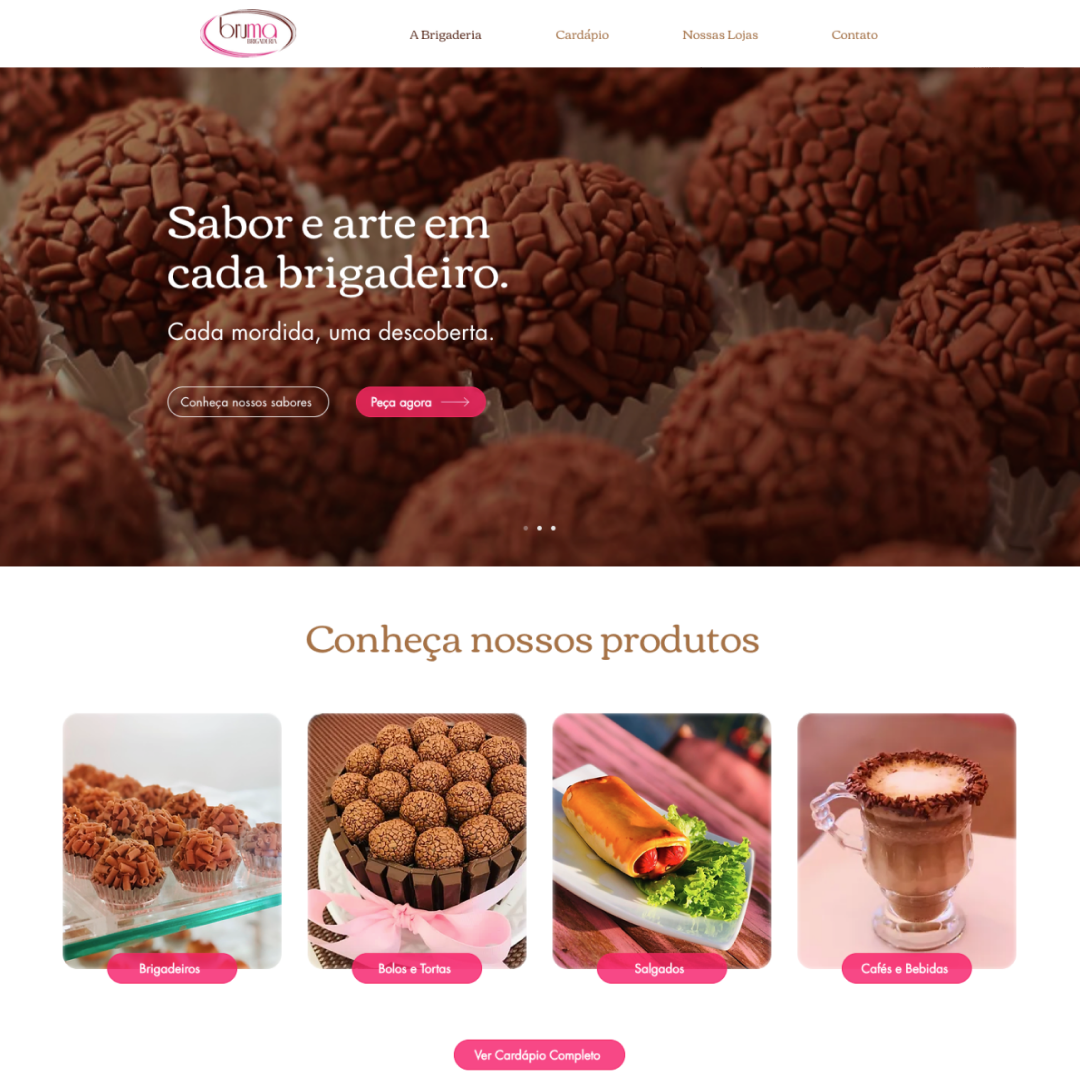 bruma
BRIGADERIA
A Brigaderia
Cardápio
Nossas Lojas
Contato
Sabor e arte em
cada brigadeiro.
Cada mordida, uma descoberta.
Conheça nossos sabores
Peça agora
Conheça nossos produtos
Brigadeiros
Bolos e Tortas
Salgados
Cafés e Bebidas
Ver Cardápio Completo